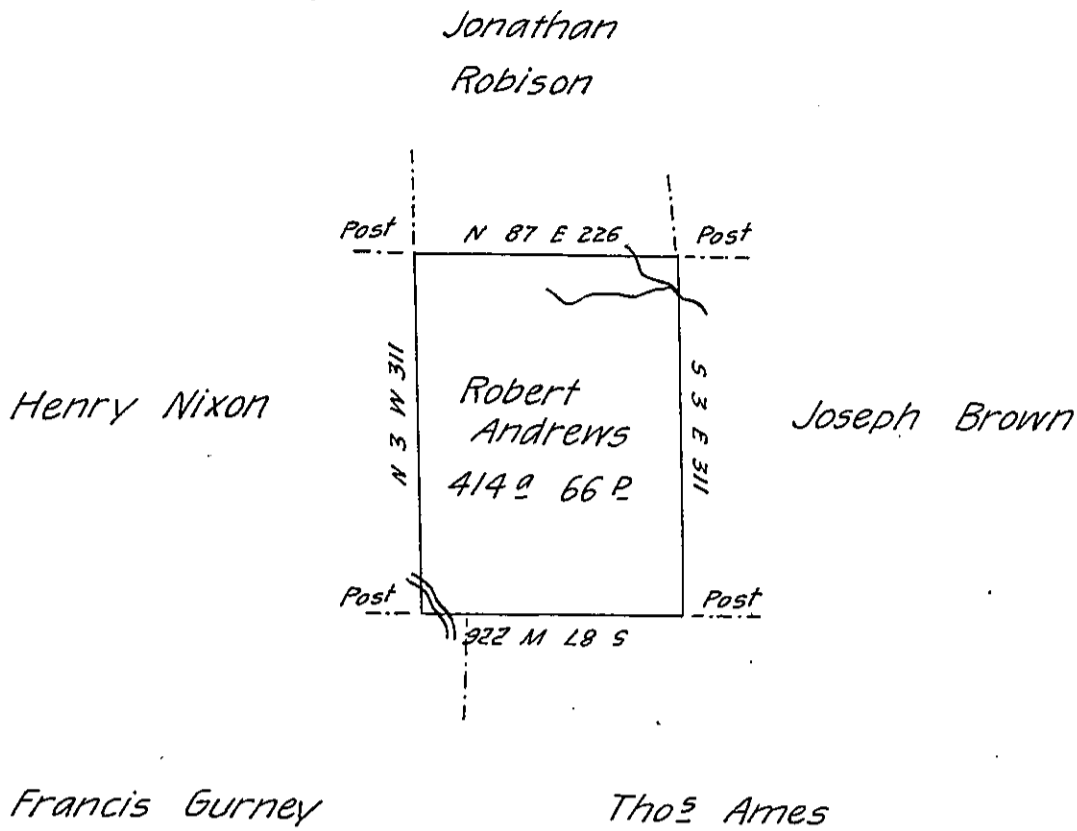 Jonathan
Robison
Post
N 87 E 226
Post
N 3 W 311
S 3 E 311
Henry Nixon
Robert
Andrews
414 a 66 P
Joseph Brown
Post
Post
S 87 W 226
Francis Gurney
Thos Ames